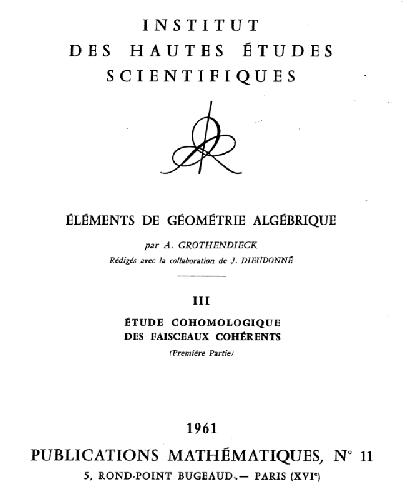 INSTITUT
DES HAUTES ÉTUDES
SCIENTIFIQUES
ÉLÉMENTS DE GÉOMÉTRIE ALGÉBRIQUE
par A. GROTHENDIECK
Rédigés avec la collaboration de J. DIEUDONNÉ
III
ÉTUDE COHOMOLOGIQUE
DES FAISCEAUX COHÉRENTS
(Première Partie)
1961
PUBLICATIONS MATHÉMATIQUES, N° 11
5, ROND-POINT BUGEAUD — PARIS (XVIe)